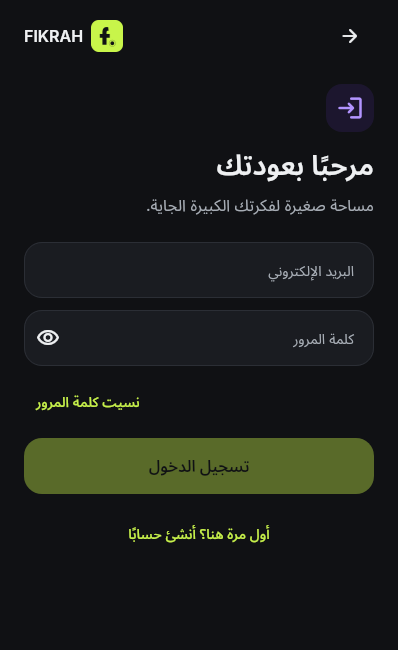 FIKRAH
مرحبًا بعودتك
مساحة صغيرة لفكرتك الكبيرة الجاية.
البريد الإلكتروني
كلمة المرور
نسيت كلمة المرور
تسجيل الدخول
أول مرة هنا؟ أنشئ حسابًا